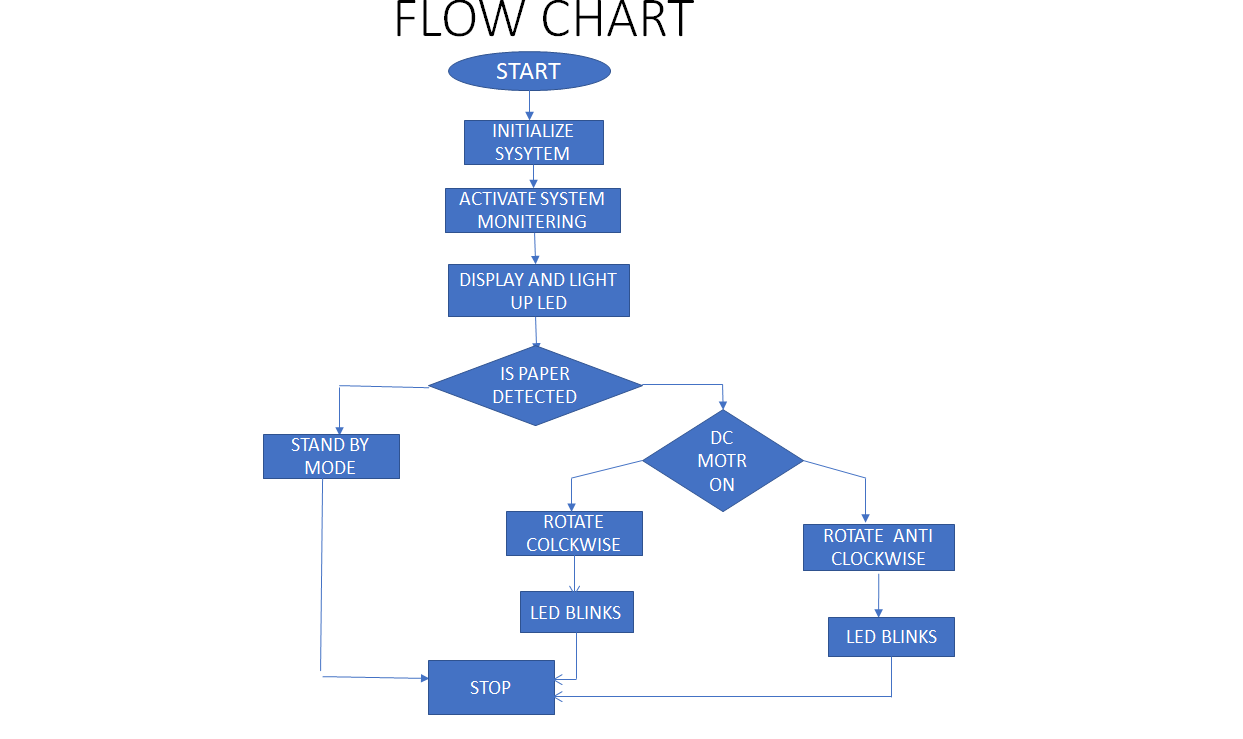 FLOW CHART
START
INITIALIZE
SYSYTEM
ACTIVATE SYSTEM
MONITERING
DISPLAY AND LIGHT
UP LED
IS PAPER
DETECTED
STAND BY
MODE
DC
MOTR
ON
ROTATE
COLCKWISE
ROTATE ANTI
CLOCKWISE
LED BLINKS
LED BLINKS
STOP